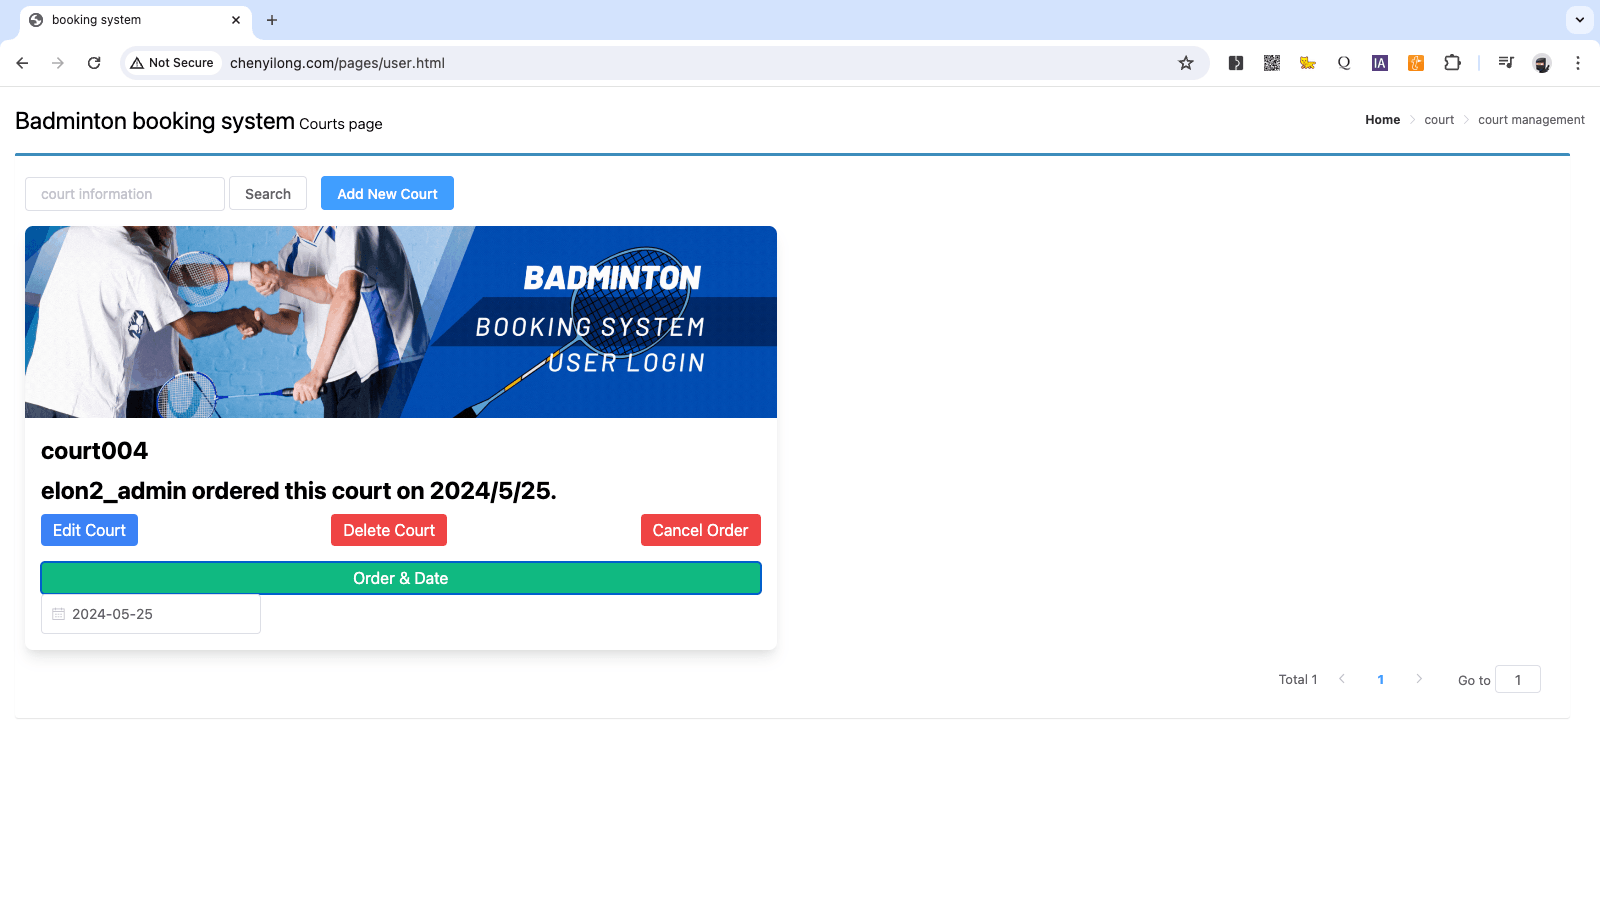 booking system
Not Secure
chenyilong.com/pages/user.html
IA
Badminton booking system Courts page
Home
court
court management
court information
Search
Add New Court
BADMINTON
BOOKING SYSTEM
USER LOGIN
court004
elon2_admin ordered this court on 2024/5/25.
Edit Court
Delete Court
Cancel Order
Order & Date
2024-05-25
Total 1
1
Go to
1